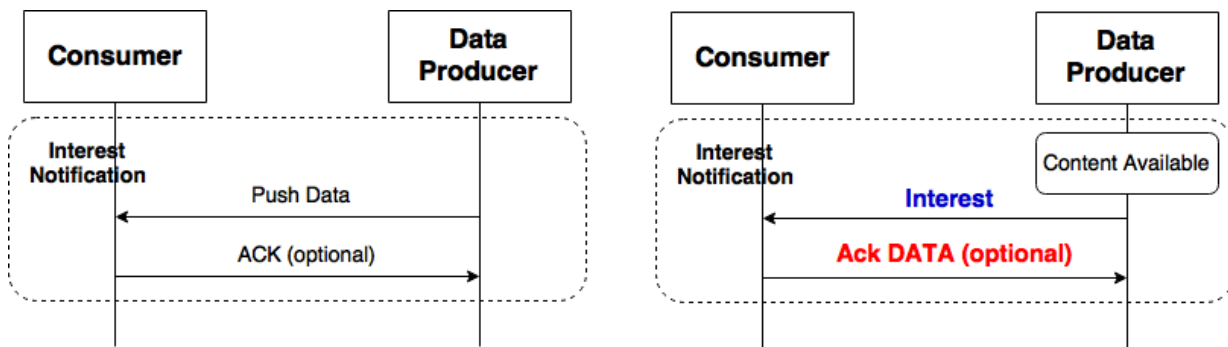 Consumer
Data
Producer
Interest
Notification
Push Data
ACK (optional)
Consumer
Data
Producer
Interest
Notification
Content Available
Interest
Ack DATA (optional)